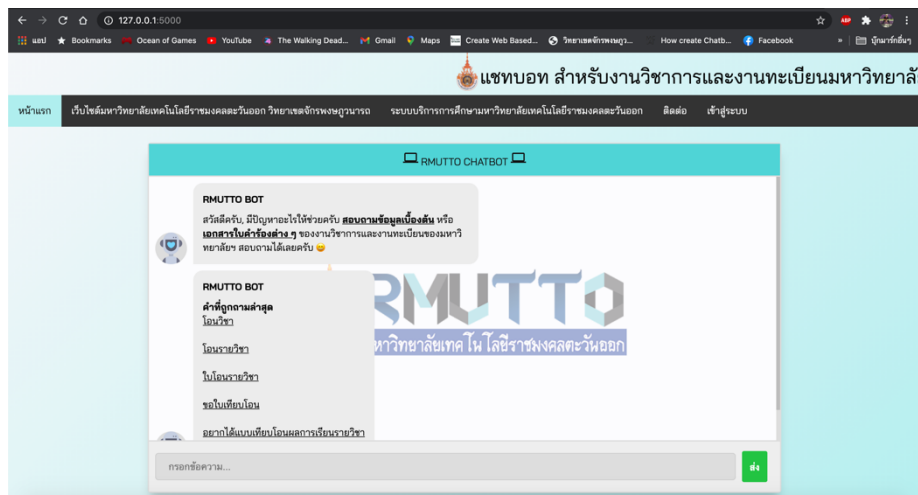 127.0.0.1:5000
แอป Bookmarks Ocean of Games YouTube The Walking Dead... Gmail Maps Create Web Based... วิทยาเขตจักรพงษภูว... How create Chatb... Facebook » บุ๊กมาร์กอื่นๆ
ABP
แชทบอท สำหรับงานวิชาการและงานทะเบียนมหาวิทยาลั
หน้าแรก เว็บไซต์มหาวิทยาลัยเทคโนโลยีราชมงคลตะวันออก วิทยาเขตจักรพงษภูวนารถ ระบบบริการการศึกษามหาวิทยาลัยเทคโนโลยีราชมงคลตะวันออก ติดต่อ เข้าสู่ระบบ
RMUTTO CHATBOT
RMUTTO BOT
สวัสดีครับ, มีปัญหาอะไรให้ช่วยครับ สอบถามข้อมูลเบื้องต้น หรือ
เอกสารใบคำร้องต่าง ๆ ของงานวิชาการและงานทะเบียนของมหาวิ
ทยาลัยฯ สอบถามได้เลยครับ 😄
RMUTTO BOT
คำที่ถูกถามล่าสุด
โอนวิชา
โอนรายวิชา
ใบโอนรายวิชา
ขอใบเทียบโอน
อยากได้แบบเทียบโอนผลการเรียนรายวิชา
RMUTTO
หาวิทยาลัยเทคโนโลยีราชมงคลตะวันออก
กรอกข้อความ...
ส่ง